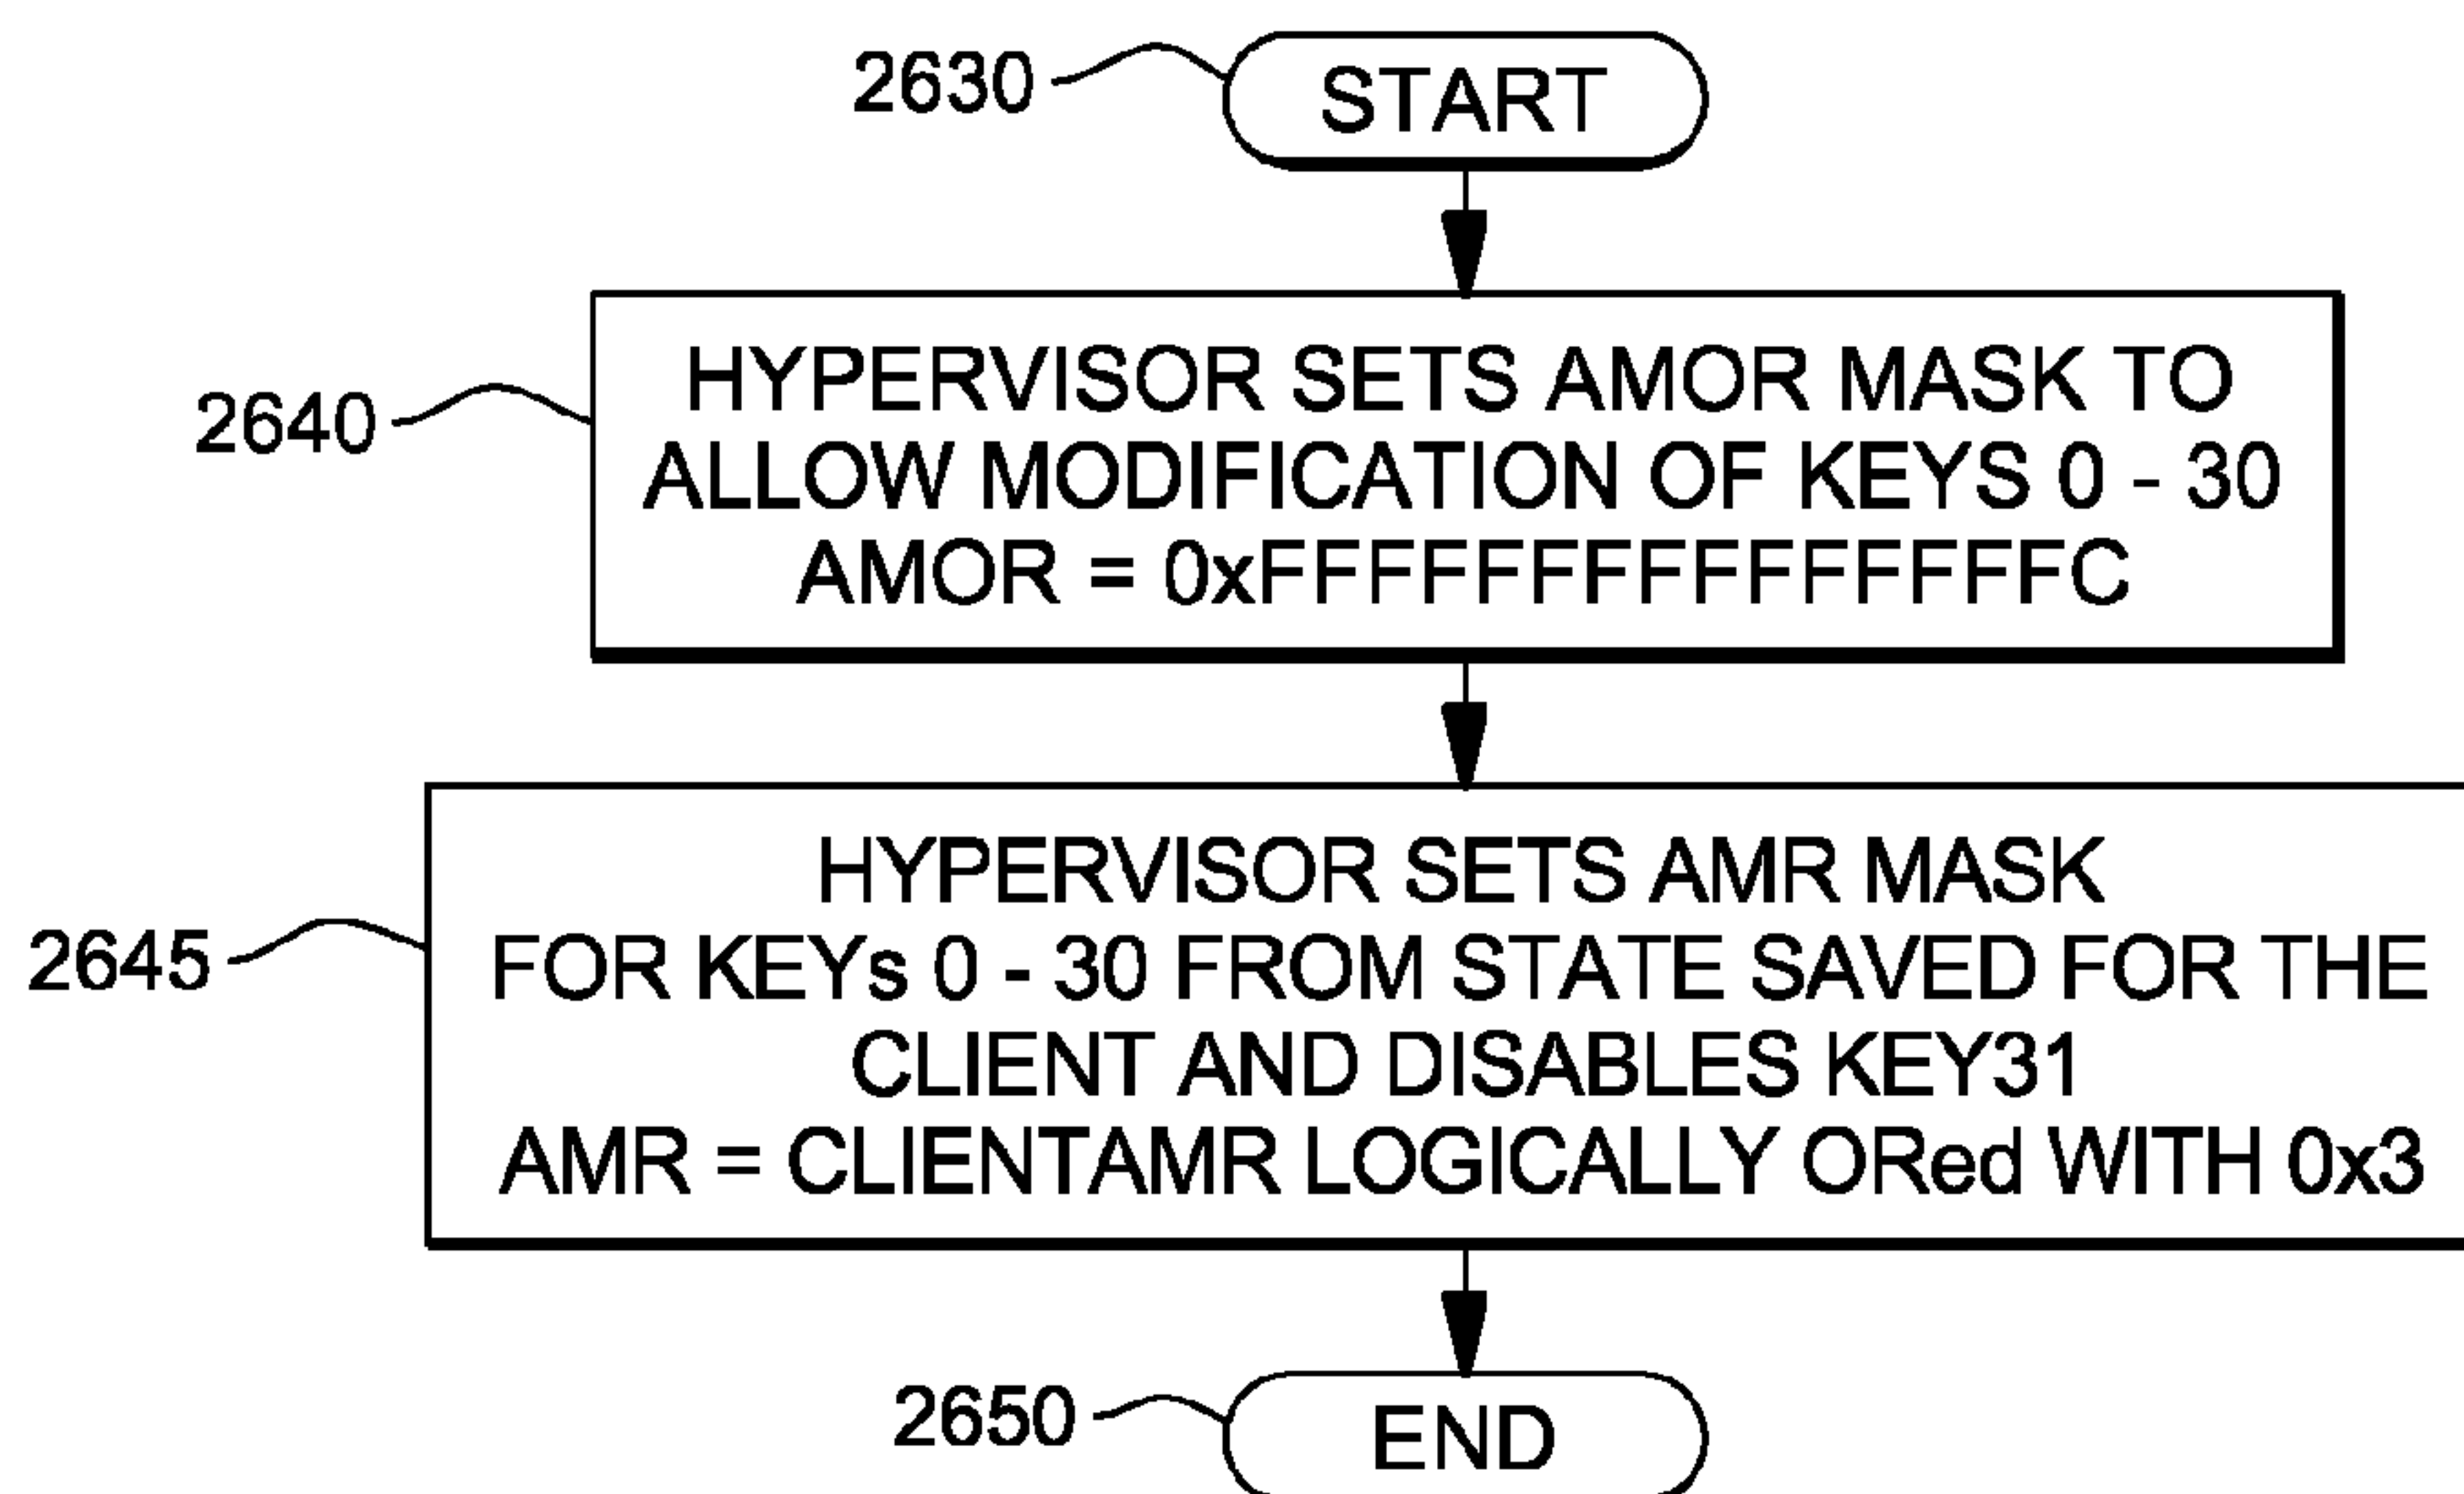 2630
START
2640
HYPERVISOR SETS AMOR MASK TO
ALLOW MODIFICATION OF KEYS 0 - 30
AMOR = 0xFFFFFFFFFFFFFFFC
2645
HYPERVISOR SETS AMR MASK
FOR KEYs 0 - 30 FROM STATE SAVED FOR THE
CLIENT AND DISABLES KEY31
AMR = CLIENTAMR LOGICALLY ORed WITH 0x3
2650
END